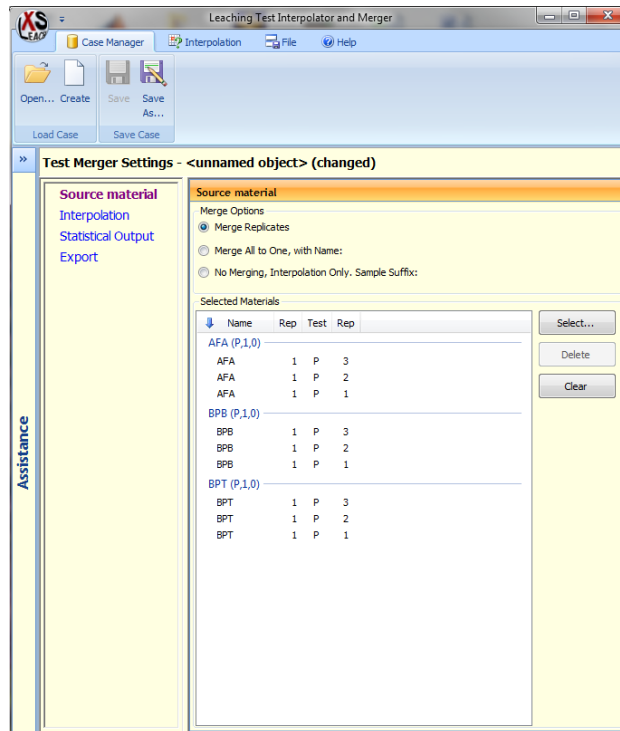 Leaching Test Interpolator and Merger
XS
LEACH
Case Manager Interpolation File Help
Open... Create Save Save As...
Load Case Save Case
»
Test Merger Settings - <unnamed object> (changed)
Assistance
Source material
Interpolation
Statistical Output
Export
Source material
Merge Options
Merge Replicates
Merge All to One, with Name:
No Merging, Interpolation Only. Sample Suffix:
Selected Materials
Name Rep Test Rep
AFA (P,1,0)
AFA 1 P 3
AFA 1 P 2
AFA 1 P 1
BPB (P,1,0)
BPB 1 P 3
BPB 1 P 2
BPB 1 P 1
BPT (P,1,0)
BPT 1 P 3
BPT 1 P 2
BPT 1 P 1
Select...
Delete
Clear